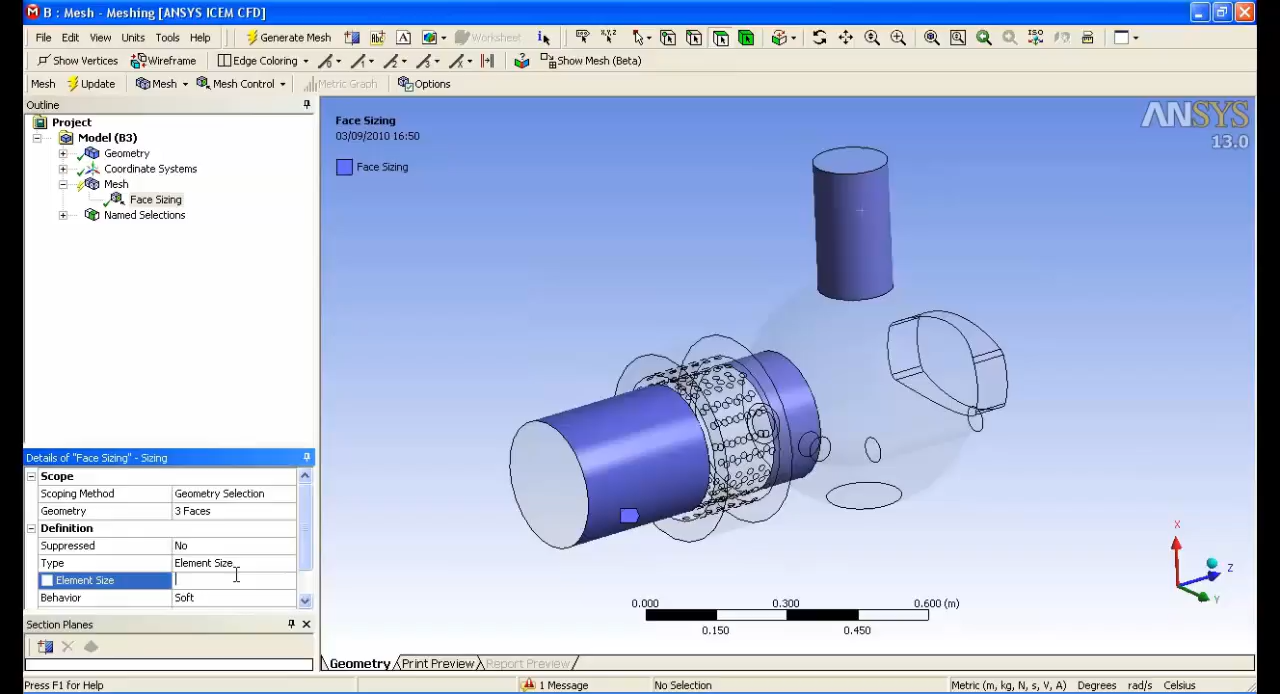 B : Mesh - Meshing [ANSYS ICEM CFD]
File Edit View Units Tools Help Generate Mesh A Worksheet
Show Vertices Wireframe Edge Coloring Show Mesh (Beta)
Mesh Update Mesh Mesh Control Metric Graph Options
Outline
Project
Model (B3)
Geometry
Coordinate Systems
Mesh
Face Sizing
Named Selections
Details of "Face Sizing" - Sizing
Scope
Scoping Method Geometry Selection
Geometry 3 Faces
Definition
Suppressed No
Type Element Size
Element Size
Behavior Soft
Section Planes
Face Sizing
03/09/2010 16:50
Face Sizing
ANSYS
13.0
X
Z
Y
0.000 0.300 0.600 (m)
0.150 0.450
Geometry Print Preview Report Preview
Press F1 for Help 1 Message No Selection Metric (m, kg, N, s, V, A) Degrees rad/s Celsius